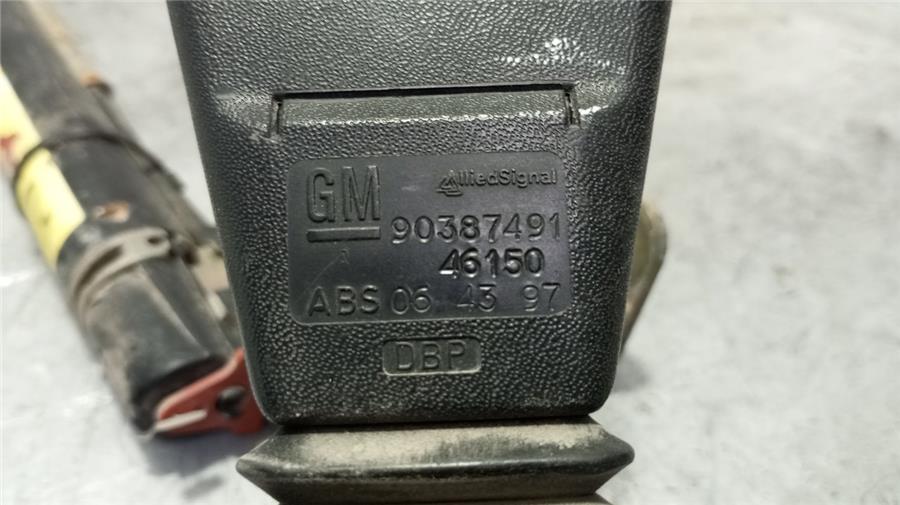 GM AlliedSignal
90387491
46150
ABS 06 43 97
DBP